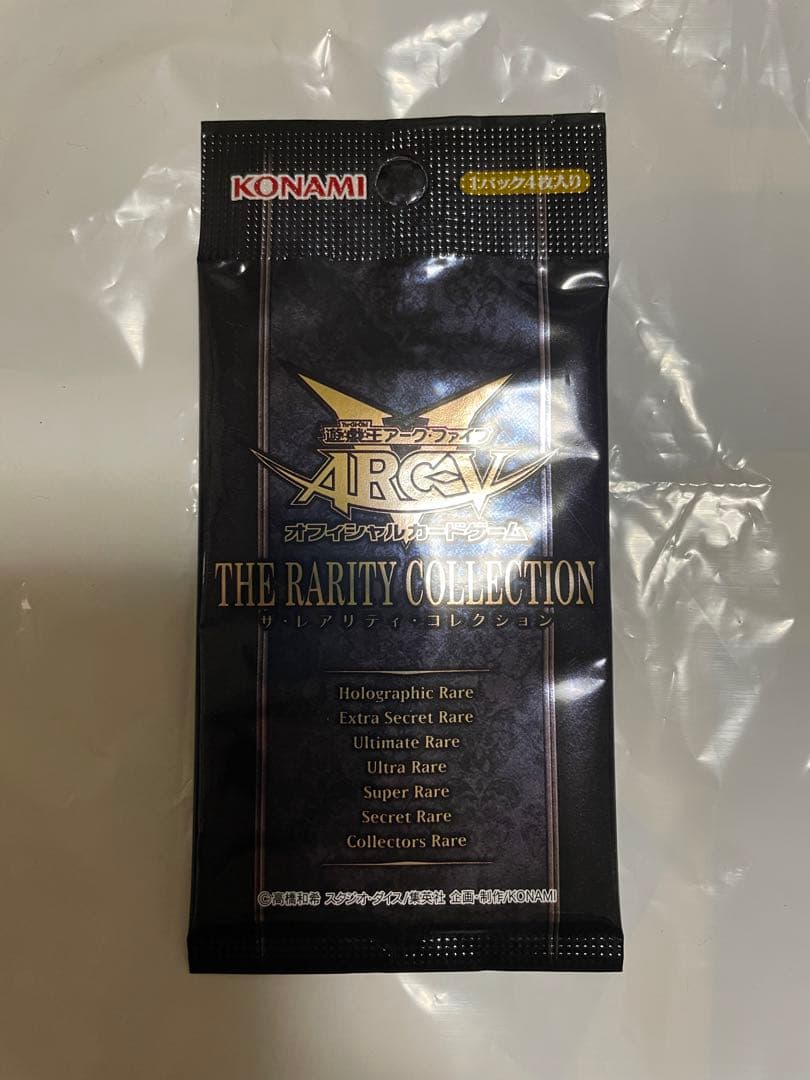 KONAMI
1パック4枚入り
遊☆戯☆王アーク・ファイブ
ARC-V
オフィシャルカードゲーム
THE RARITY COLLECTION
ザ・レアリティ・コレクション
Holographic Rare
Extra Secret Rare
Ultimate Rare
Ultra Rare
Super Rare
Secret Rare
Collectors Rare
©高橋和希 スタジオ・ダイス/集英社 企画・制作/KONAMI